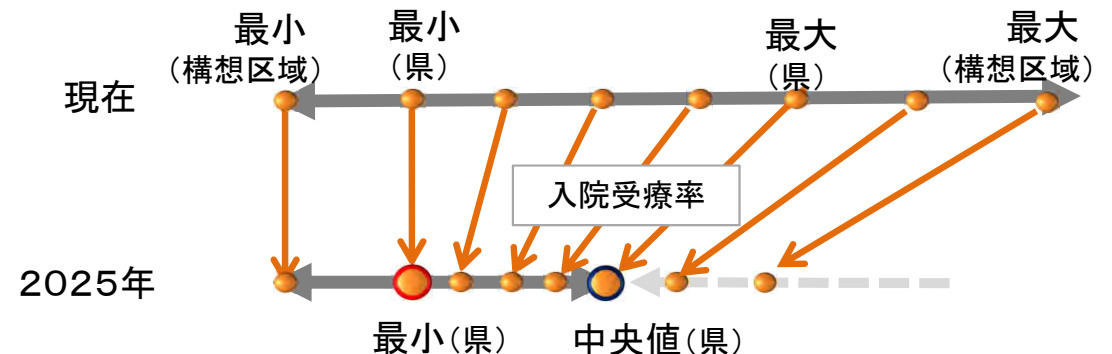 最小
(構想区域)
最小
(県)
最大
(県)
最大
(構想区域)
現在
入院受療率
2025年
最小(県)
中央値(県)